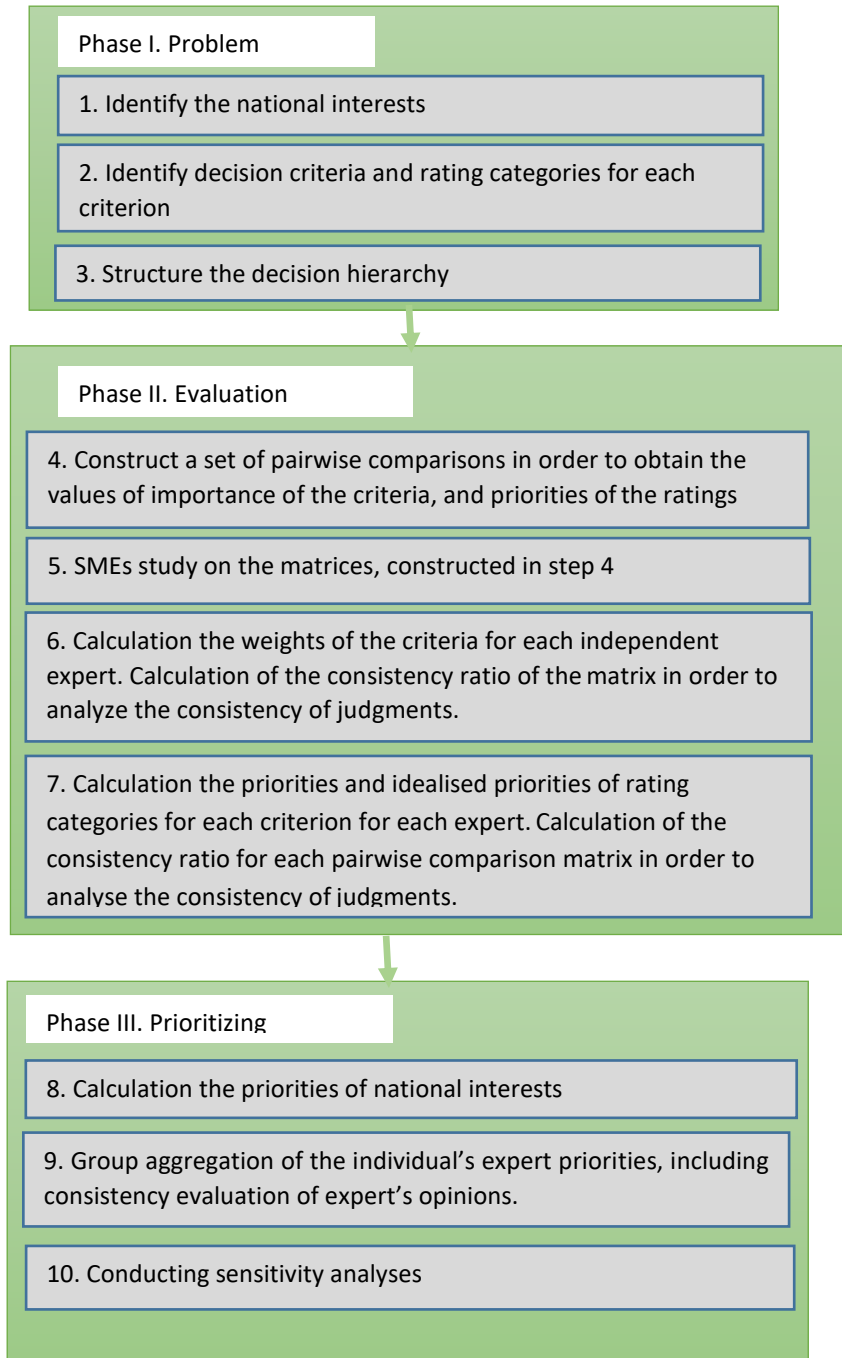 Phase I. Problem
1. Identify the national interests
2. Identify decision criteria and rating categories for each
criterion
3. Structure the decision hierarchy
Phase II. Evaluation
4. Construct a set of pairwise comparisons in order to obtain the
values of importance of the criteria, and priorities of the ratings
5. SMEs study on the matrices, constructed in step 4
6. Calculation the weights of the criteria for each independent
expert. Calculation of the consistency ratio of the matrix in order to
analyze the consistency of judgments.
7. Calculation the priorities and idealised priorities of rating
categories for each criterion for each expert. Calculation of the
consistency ratio for each pairwise comparison matrix in order to
analyse the consistency of judgments.
Phase III. Prioritizing
8. Calculation the priorities of national interests
9. Group aggregation of the individual’s expert priorities, including
consistency evaluation of expert’s opinions.
10. Conducting sensitivity analyses